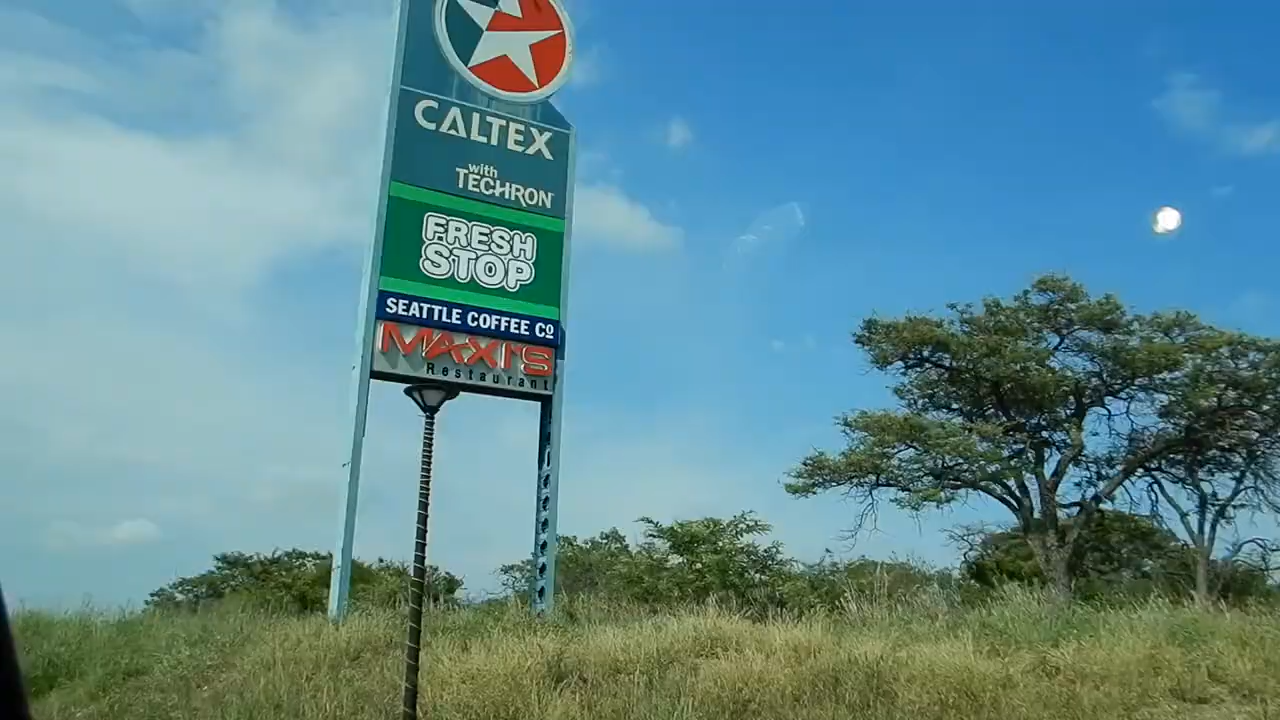 CALTEX
with
TECHRON
FRESH
STOP
SEATTLE COFFEE Co
MAXI'S
Restaurant